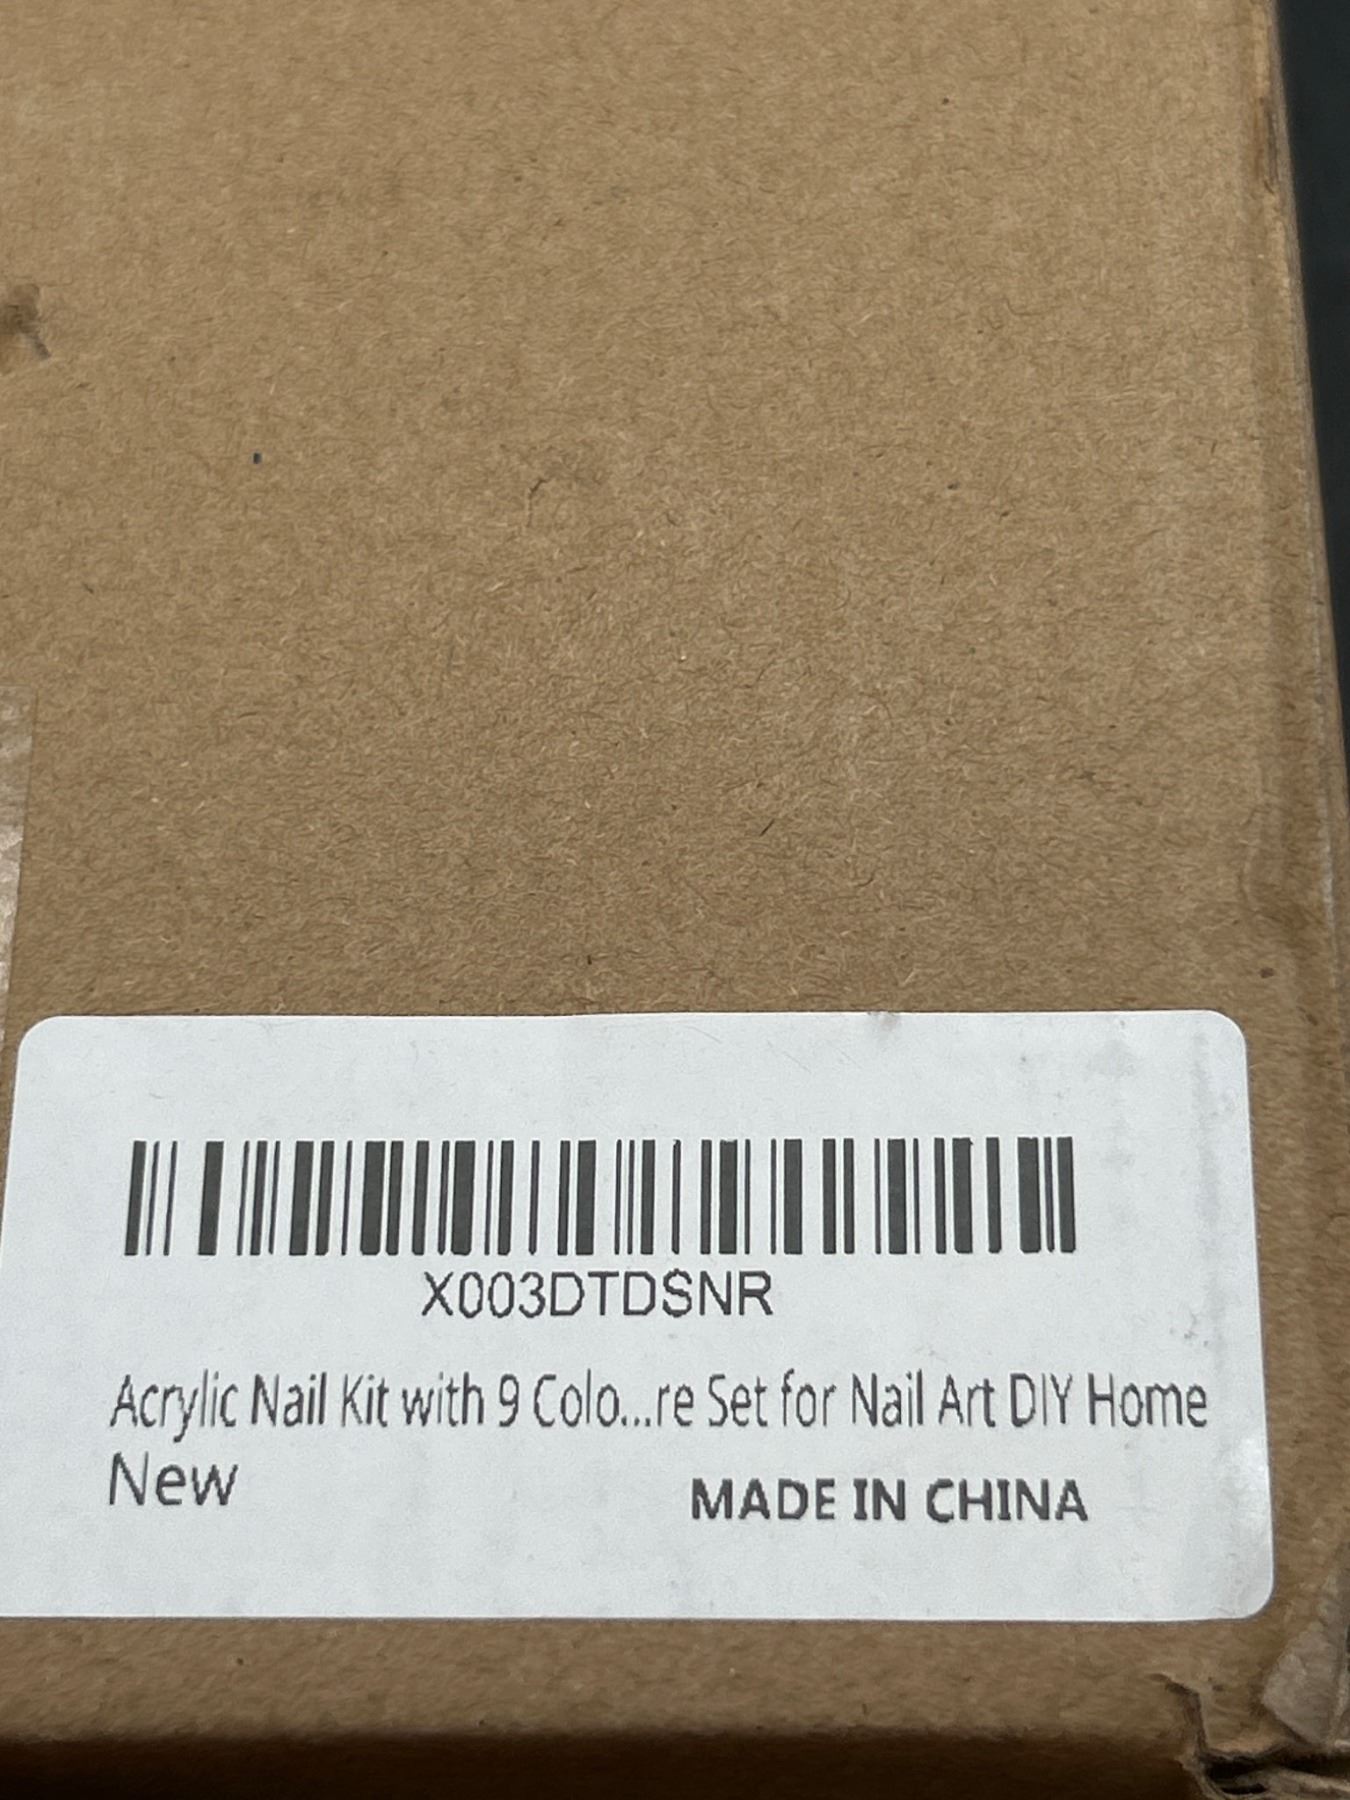 X003DTDSNR
Acrylic Nail Kit with 9 Colo...re Set for Nail Art DIY Home
New
MADE IN CHINA